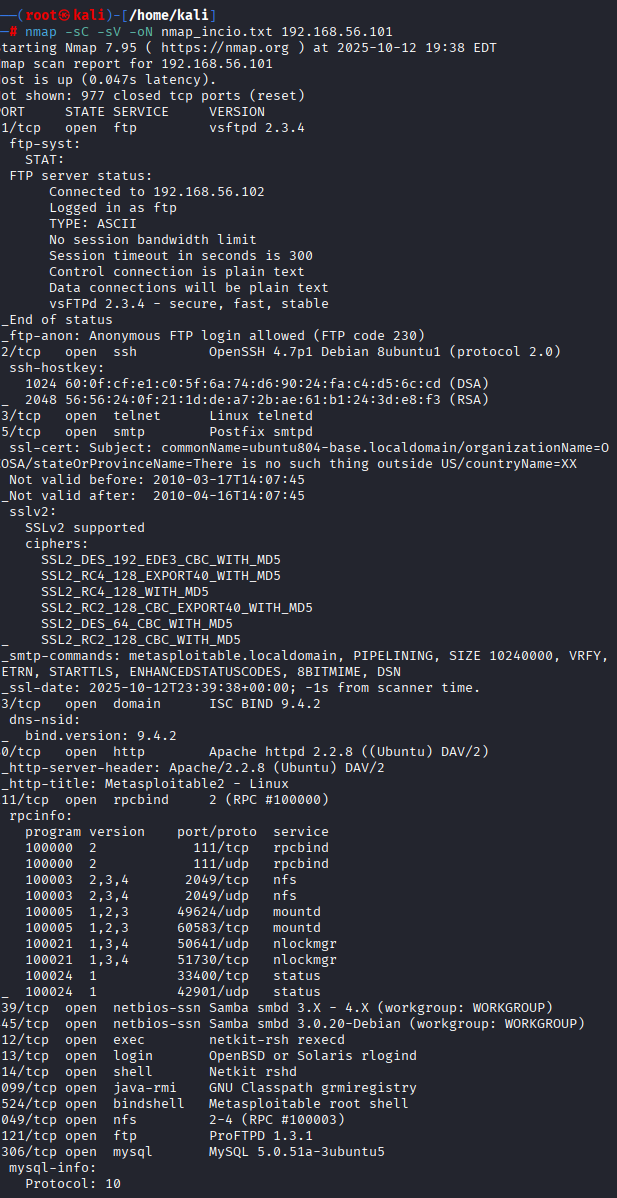 ──(root㉿kali)-[/home/kali]
─# nmap -sC -sV -oN nmap_incio.txt 192.168.56.101
tarting Nmap 7.95 ( https://nmap.org ) at 2025-10-12 19:38 EDT
map scan report for 192.168.56.101
ost is up (0.047s latency).
ot shown: 977 closed tcp ports (reset)
ORT     STATE SERVICE     VERSION
1/tcp   open  ftp         vsftpd 2.3.4
ftp-syst:
STAT:
FTP server status:
Connected to 192.168.56.102
Logged in as ftp
TYPE: ASCII
No session bandwidth limit
Session timeout in seconds is 300
Control connection is plain text
Data connections will be plain text
vsFTPd 2.3.4 - secure, fast, stable
_End of status
_ftp-anon: Anonymous FTP login allowed (FTP code 230)
2/tcp   open  ssh         OpenSSH 4.7p1 Debian 8ubuntu1 (protocol 2.0)
ssh-hostkey:
1024 60:0f:cf:e1:c0:5f:6a:74:d6:90:24:fa:c4:d5:6c:cd (DSA)
_  2048 56:56:24:0f:21:1d:de:a7:2b:ae:61:b1:24:3d:e8:f3 (RSA)
3/tcp   open  telnet      Linux telnetd
5/tcp   open  smtp        Postfix smtpd
ssl-cert: Subject: commonName=ubuntu804-base.localdomain/organizationName=O
OSA/stateOrProvinceName=There is no such thing outside US/countryName=XX
Not valid before: 2010-03-17T14:07:45
_Not valid after:  2010-04-16T14:07:45
sslv2:
SSLv2 supported
ciphers:
SSL2_DES_192_EDE3_CBC_WITH_MD5
SSL2_RC4_128_EXPORT40_WITH_MD5
SSL2_RC4_128_WITH_MD5
SSL2_RC2_128_CBC_EXPORT40_WITH_MD5
SSL2_DES_64_CBC_WITH_MD5
_    SSL2_RC2_128_CBC_WITH_MD5
_smtp-commands: metasploitable.localdomain, PIPELINING, SIZE 10240000, VRFY,
ETRN, STARTTLS, ENHANCEDSTATUSCODES, 8BITMIME, DSN
_ssl-date: 2025-10-12T23:39:38+00:00; -1s from scanner time.
3/tcp   open  domain      ISC BIND 9.4.2
dns-nsid:
_  bind.version: 9.4.2
0/tcp   open  http        Apache httpd 2.2.8 ((Ubuntu) DAV/2)
_http-server-header: Apache/2.2.8 (Ubuntu) DAV/2
_http-title: Metasploitable2 - Linux
11/tcp  open  rpcbind     2 (RPC #100000)
rpcinfo:
program version    port/proto  service
100000  2            111/tcp   rpcbind
100000  2            111/udp   rpcbind
100003  2,3,4       2049/tcp   nfs
100003  2,3,4       2049/udp   nfs
100005  1,2,3      49624/udp   mountd
100005  1,2,3      60583/tcp   mountd
100021  1,3,4      50641/udp   nlockmgr
100021  1,3,4      51730/tcp   nlockmgr
100024  1          33400/tcp   status
_  100024  1          42901/udp   status
39/tcp  open  netbios-ssn Samba smbd 3.X - 4.X (workgroup: WORKGROUP)
45/tcp  open  netbios-ssn Samba smbd 3.0.20-Debian (workgroup: WORKGROUP)
12/tcp  open  exec        netkit-rsh rexecd
13/tcp  open  login       OpenBSD or Solaris rlogind
14/tcp  open  shell       Netkit rshd
099/tcp open  java-rmi    GNU Classpath grmiregistry
524/tcp open  bindshell   Metasploitable root shell
049/tcp open  nfs         2-4 (RPC #100003)
121/tcp open  ftp         ProFTPD 1.3.1
306/tcp open  mysql       MySQL 5.0.51a-3ubuntu5
mysql-info:
Protocol: 10